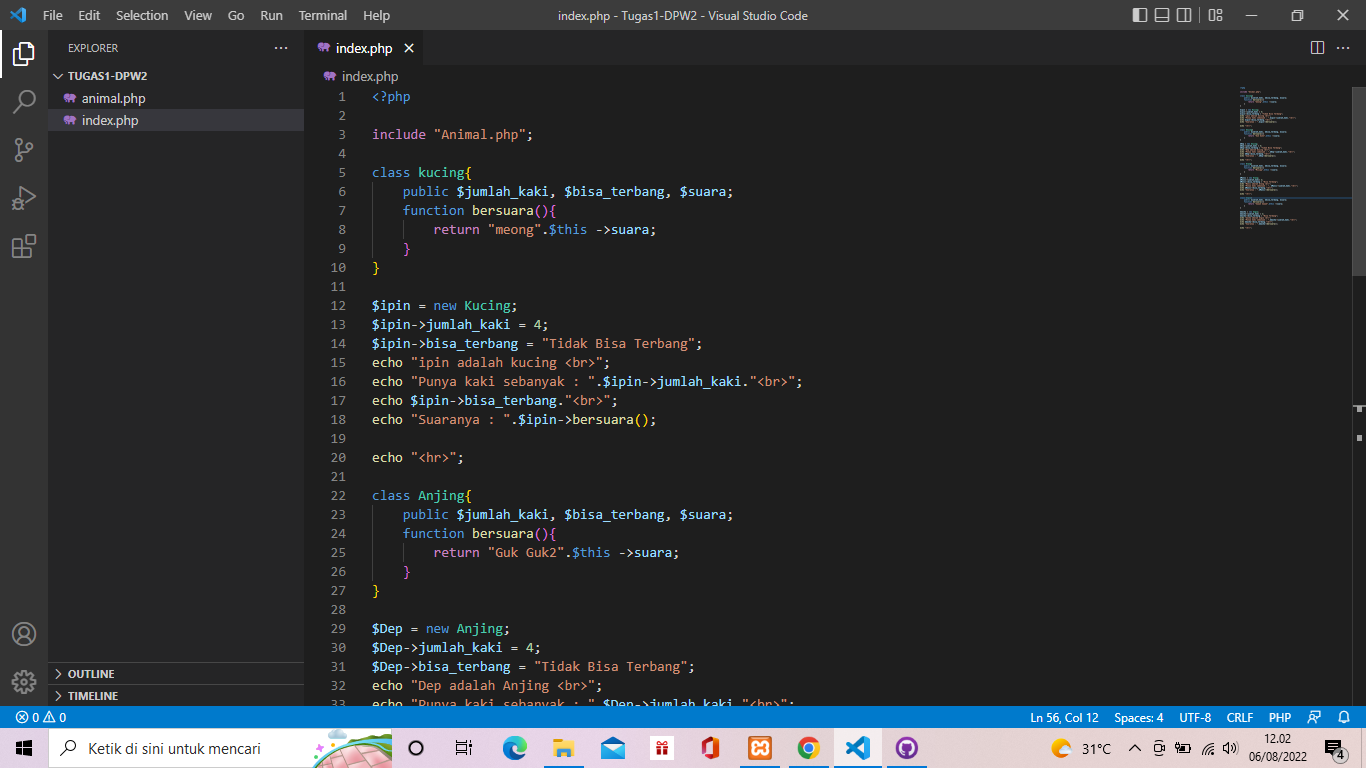 File Edit Selection View Go Run Terminal Help index.php - Tugas1-DPW2 - Visual Studio Code
EXPLORER
TUGAS1-DPW2
animal.php
index.php
OUTLINE
TIMELINE
index.php
index.php
1 <?php
2
3 include "Animal.php";
4
5 class kucing{
6 public $jumlah_kaki, $bisa_terbang, $suara;
7 function bersuara(){
8 return "meong".$this ->suara;
9 }
10 }
11
12 $ipin = new Kucing;
13 $ipin->jumlah_kaki = 4;
14 $ipin->bisa_terbang = "Tidak Bisa Terbang";
15 echo "ipin adalah kucing <br>";
16 echo "Punya kaki sebanyak : ".$ipin->jumlah_kaki."<br>";
17 echo $ipin->bisa_terbang."<br>";
18 echo "Suaranya : ".$ipin->bersuara();
19
20 echo "<hr>";
21
22 class Anjing{
23 public $jumlah_kaki, $bisa_terbang, $suara;
24 function bersuara(){
25 return "Guk Guk2".$this ->suara;
26 }
27 }
28
29 $Dep = new Anjing;
30 $Dep->jumlah_kaki = 4;
31 $Dep->bisa_terbang = "Tidak Bisa Terbang";
32 echo "Dep adalah Anjing <br>";
33 echo "Punya kaki sebanyak : ".$Dep->jumlah_kaki."<br>";
0 0 Ln 56, Col 12 Spaces: 4 UTF-8 CRLF PHP
Ketik di sini untuk mencari
31°C
12.02
06/08/2022
4